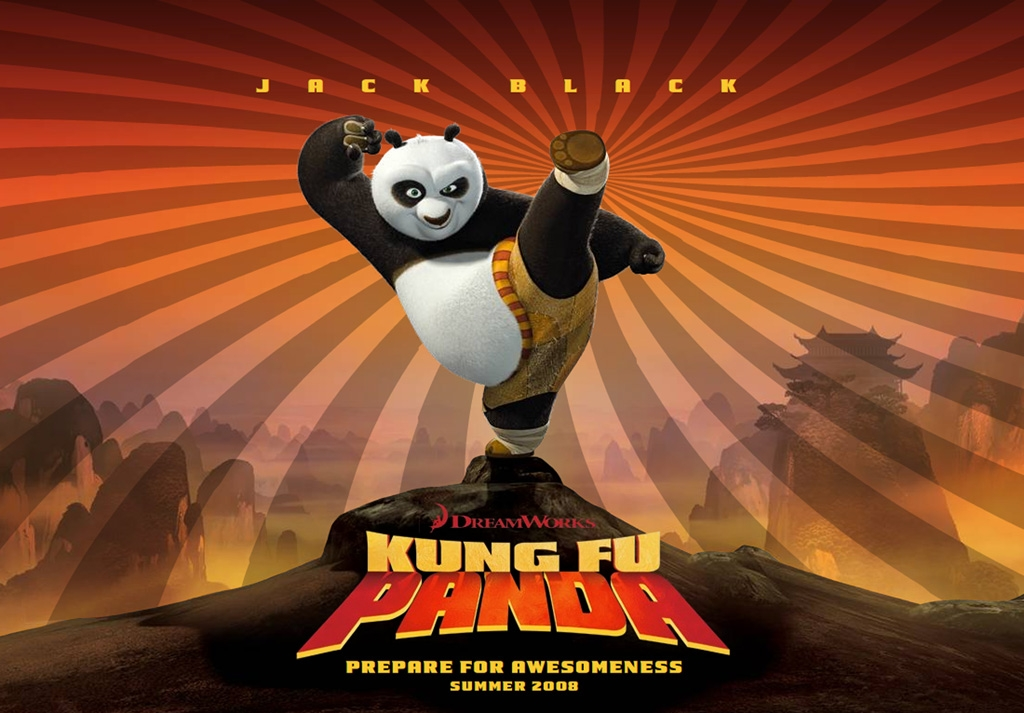 JACK BLACK
DREAMWORKS
KUNG FU
PANDA
PREPARE FOR AWESOMENESS
SUMMER 2008